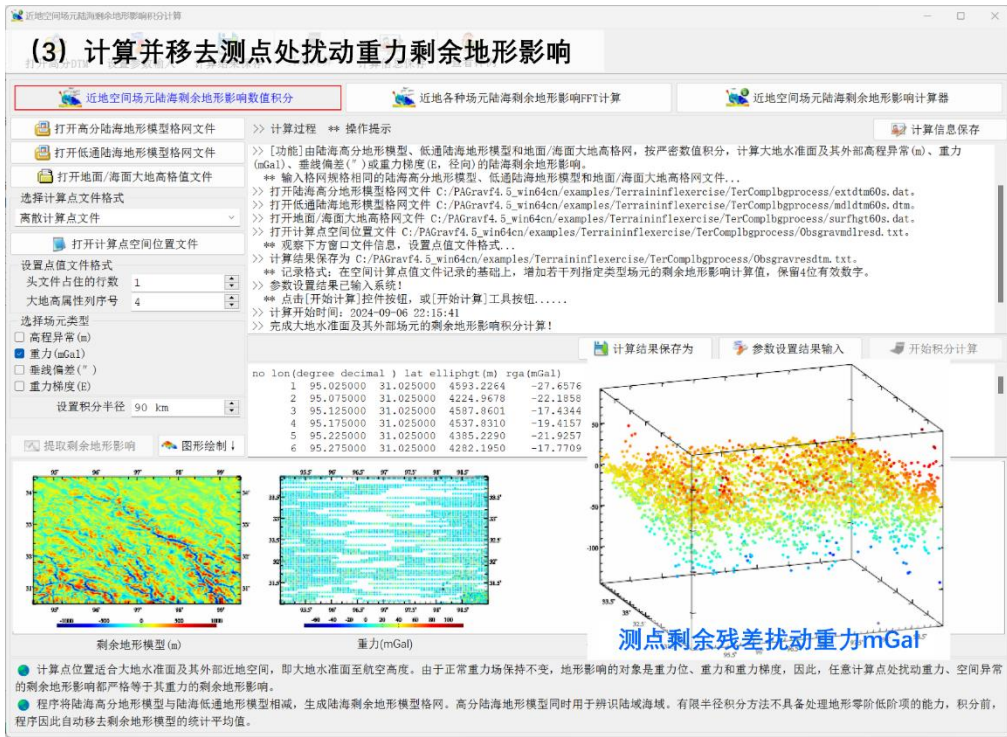 近地空间场元陆海剩余地形影响积分计算
(3) 计算并移去测点处扰动重力剩余地形影响
近地空间场元陆海剩余地形影响数值积分
近地各种场元陆海剩余地形影响FFT计算
近地空间场元陆海剩余地形影响计算器
打开高分陆海地形模型格网文件
打开低通陆海地形模型格网文件
打开地面/海面大地高格值文件
选择计算点文件格式
离散计算点文件
打开计算点空间位置文件
设置点值文件格式
头文件占住的行数 1
大地高属性列序号 4
选择场元类型
高程异常(m)
重力(mGal)
垂线偏差(″)
重力梯度(E)
设置积分半径 90 km
提取剩余地形影响
图形绘制↓
>> 计算过程 ** 操作提示
计算信息保存
>> [功能]由陆海高分地形模型、低通陆海地形模型和地面/海面大地高格网，按严密数值积分，计算大地水准面及其外部高程异常(m)、重力
(mGal)、垂线偏差(″)或重力梯度(E, 径向)的陆海剩余地形影响。
** 输入格网规格相同的陆海高分地形模型、低通陆海地形模型和地面/海面大地高格网文件...
>> 打开陆海高分地形模型格网文件 C:/PAGravf4.5_win64cn/examples/Terraininflexercise/TerComplbgprocess/extdtm60s.dat。
>> 打开低通陆海地形模型格网文件 C:/PAGravf4.5_win64cn/examples/Terraininflexercise/TerComplbgprocess/mdldtm60s.dtm。
>> 打开地面/海面大地高格网文件 C:/PAGravf4.5_win64cn/examples/Terraininflexercise/TerComplbgprocess/surfhgt60s.dat。
>> 打开计算点空间位置文件 C:/PAGravf4.5_win64cn/examples/Terraininflexercise/TerComplbgprocess/Obsgravmdlresd.txt。
** 观察下方窗口文件信息，设置点值文件格式...
>> 计算结果保存为 C:/PAGravf4.5_win64cn/examples/Terraininflexercise/TerComplbgprocess/Obsgravresdtm.txt。
** 记录格式：在空间计算点值文件记录的基础上，增加若干列指定类型场元的剩余地形影响计算值，保留4位有效数字。
>> 参数设置结果已输入系统！
** 点击[开始计算]控件按钮，或[开始计算]工具按钮......
>> 计算开始时间：2024-09-06 22:15:41
>> 完成大地水准面及其外部场元的剩余地形影响积分计算！
计算结果保存为
参数设置结果输入
开始积分计算
no lon(degree decimal ) lat elliphgt(m) rga(mGal)
1 95.025000 31.025000 4593.2264 -27.6576
2 95.075000 31.025000 4224.9678 -22.1858
3 95.125000 31.025000 4587.8601 -17.4344
4 95.175000 31.025000 4537.8310 -19.4157
5 95.225000 31.025000 4385.2290 -21.9257
6 95.275000 31.025000 4282.1950 -17.7709
剩余地形模型(m)
重力(mGal)
测点剩余残差扰动重力mGal
计算点位置适合大地水准面及其外部近地空间，即大地水准面至航空高度。由于正常重力场保持不变，地形影响的对象是重力位、重力和重力梯度，因此，任意计算点处扰动重力、空间异常
的剩余地形影响都严格等于其重力的剩余地形影响。
程序将陆海高分地形模型与陆海低通地形模型相减，生成陆海剩余地形模型格网。高分陆海地形模型同时用于辨识陆域海域。有限半径积分方法不具备处理地形零阶低阶项的能力，积分前，
程序因此自动移去剩余地形模型的统计平均值。